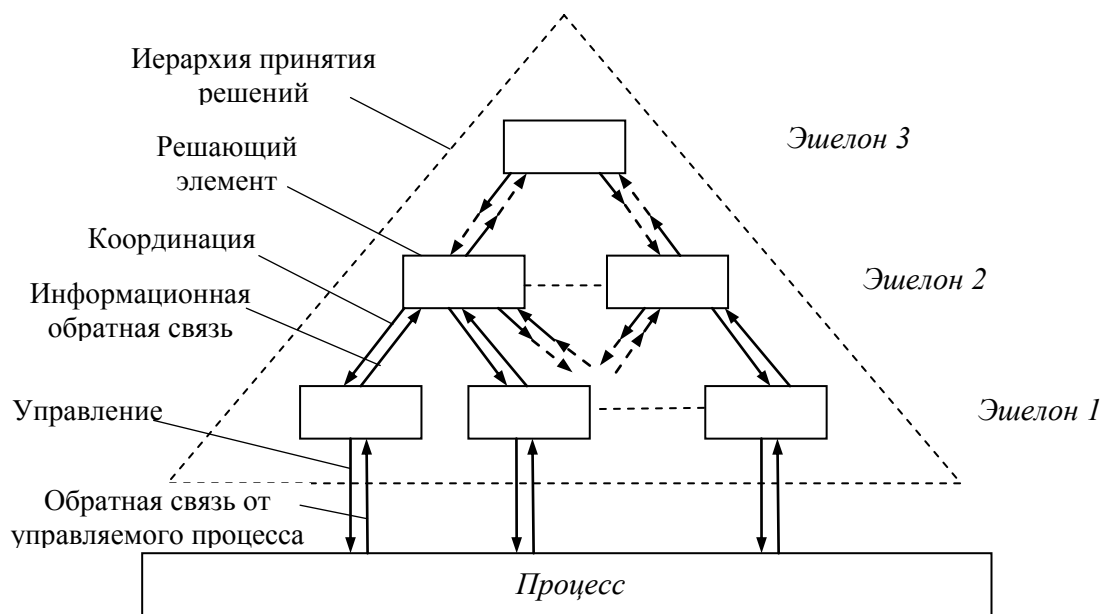 Иерархия принятия
решений
Эшелон 3
Решающий
элемент
Координация
Эшелон 2
Информационная
обратная связь
Управление
Эшелон 1
Обратная связь от
управляемого процесса
Процесс